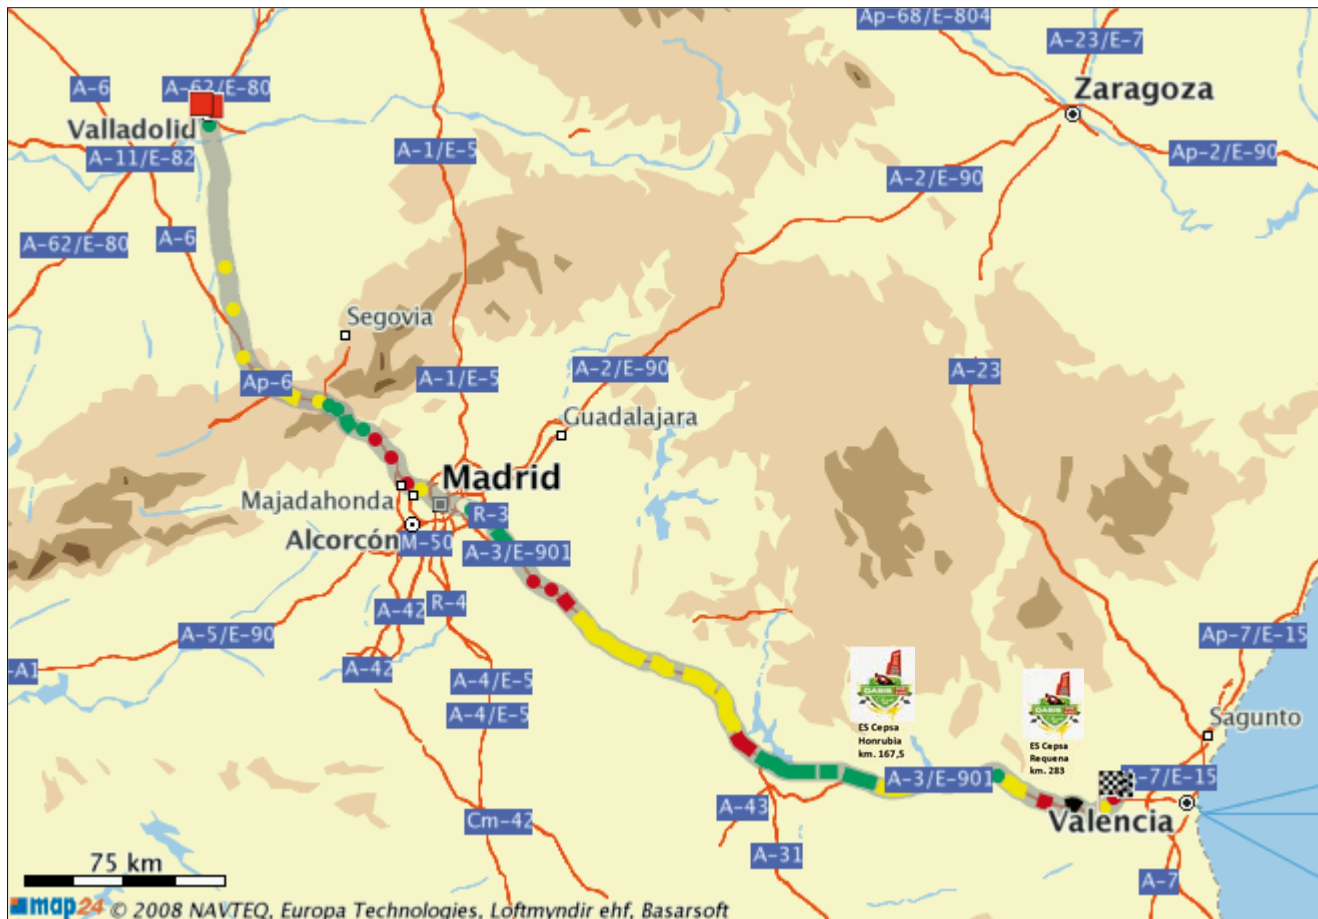 Ap-68/E-804
A-23/E-7
A-6
A-62/E-80
Zaragoza
Valladolid
A-11/E-82
A-1/E-5
Ap-2/E-90
A-2/E-90
A-62/E-80
A-6
Segovia
A-2/E-90
A-23
Ap-6
A-1/E-5
Guadalajara
Madrid
Majadahonda
R-3
Alcorcón
M-50
A-3/E-901
A-42
R-4
A-5/E-90
Ap-7/E-15
-A1
A-42
A-4/E-5
OASIS
OASIS
A-4/E-5
Sagunto
ES Cepsa
Honrubia
km. 167,5
ES Cepsa
Requena
km. 283
A-3/E-901
-7/E-15
A-43
Valencia
Cm-42
A-31
75 km
A-7
map24 © 2008 NAVTEQ, Europa Technologies, Loftmyndir ehf, Basarsoft